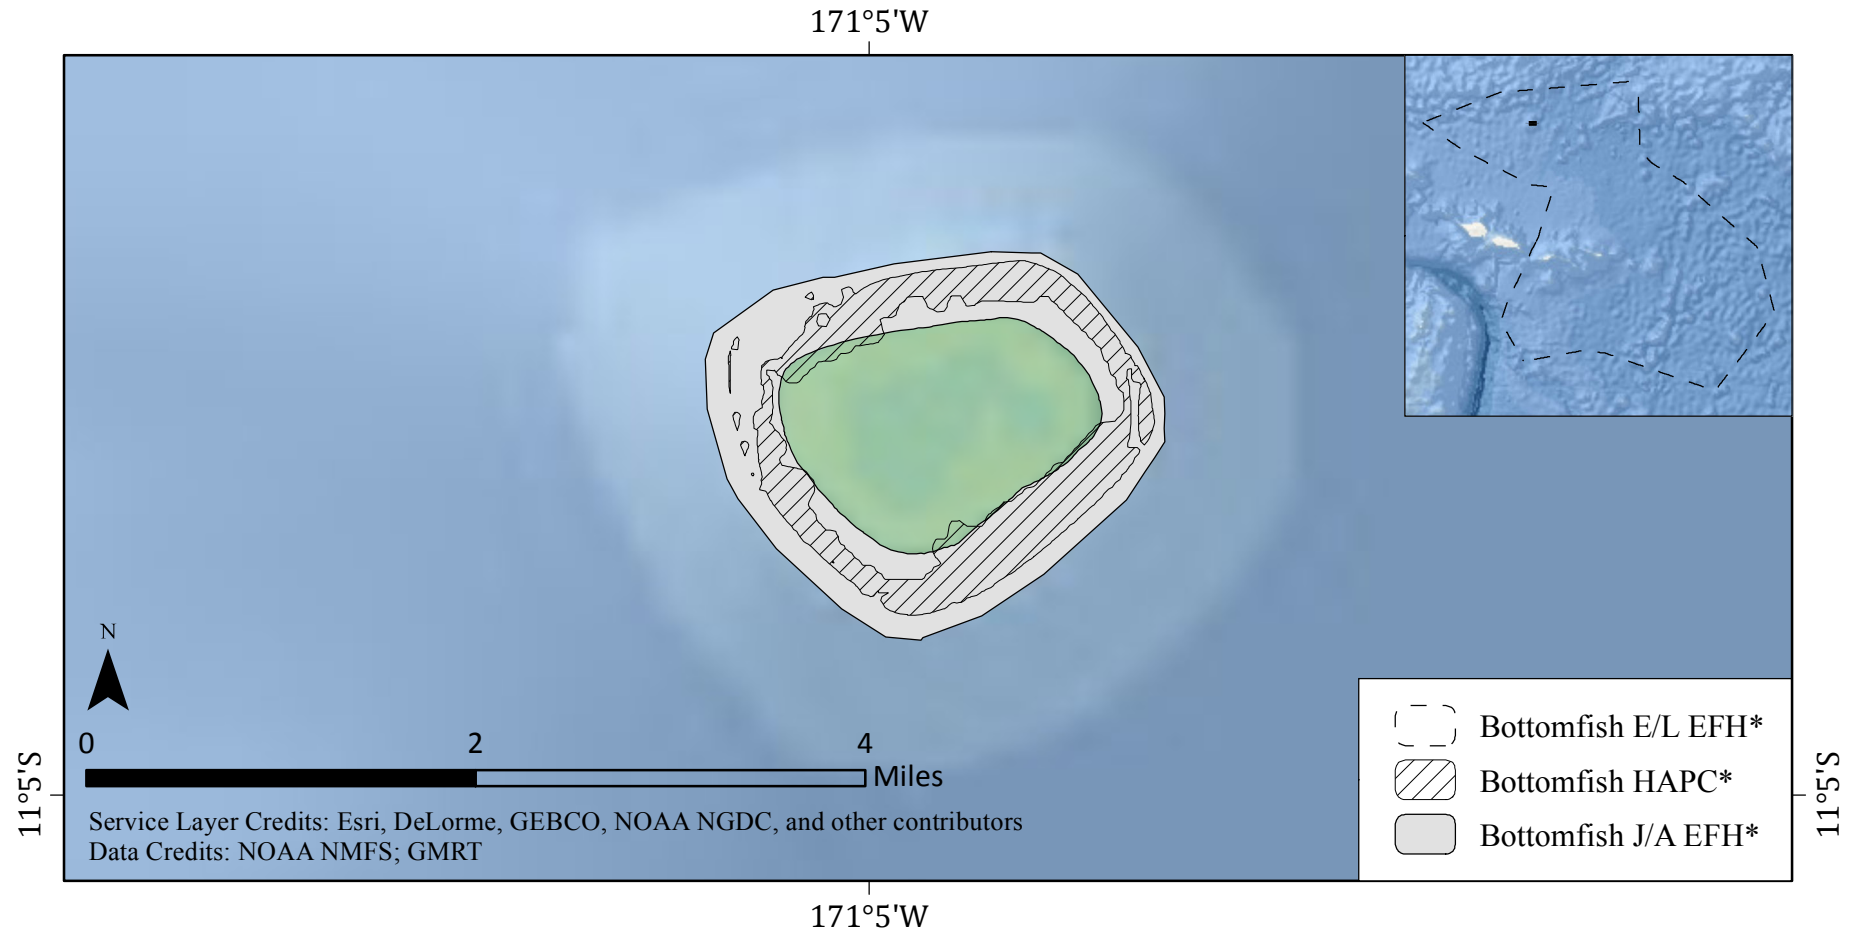 171°5'W
N
0 2 4
Miles
11°5'S
11°5'S
Service Layer Credits: Esri, DeLorme, GEBCO, NOAA NGDC, and other contributors
Data Credits: NOAA NMFS; GMRT
Bottomfish E/L EFH*
Bottomfish HAPC*
Bottomfish J/A EFH*
171°5'W